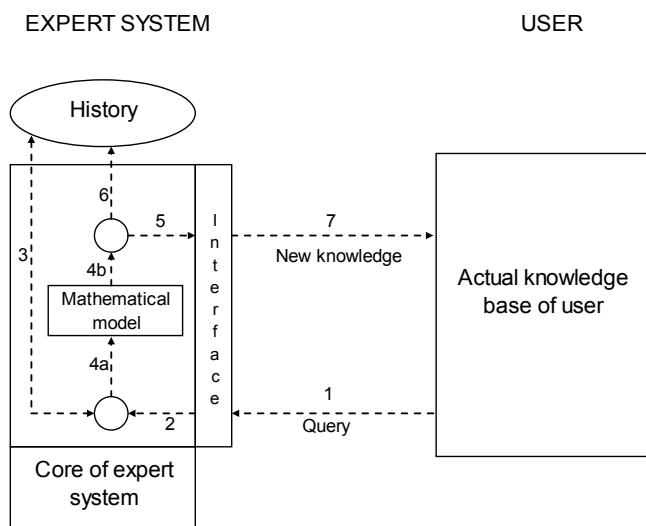 EXPERT SYSTEM
USER
History
6
5
3
4b
Mathematical
model
4a
2
Interface
7
New knowledge
1
Query
Actual knowledge
base of user
Core of expert
system